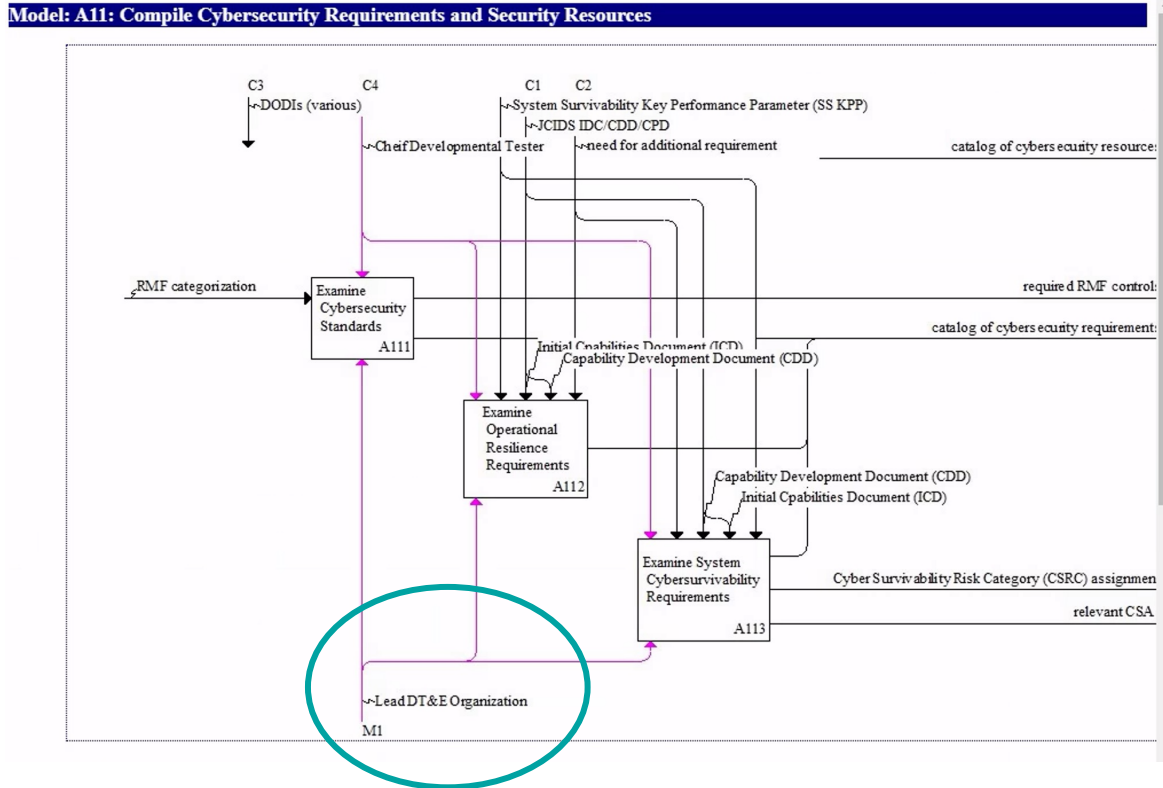 Model: A11: Compile Cybersecurity Requirements and Security Resources
C3
C4
C1
C2
DODIs (various)
System Survivability Key Performance Parameter (SS KPP)
JCIDS IDC/CDD/CPD
Cheif Developmental Tester
need for additional requirement
catalog of cybersecurity resource
RMF categorization
required RMF control
Examine
Cybersecurity
Standards
A111
catalog of cybersecurity requirement
Initial Cpabilities Document (ICD)
Capability Development Document (CDD)
Examine
Operational
Resilience
Requirements
A112
Capability Development Document (CDD)
Initial Cpabilities Document (ICD)
Examine System
Cybersurvivability
Requirements
A113
Cyber Survivability Risk Category (CSRC) assignmen
relevant CSA
Lead DT&E Organization
M1